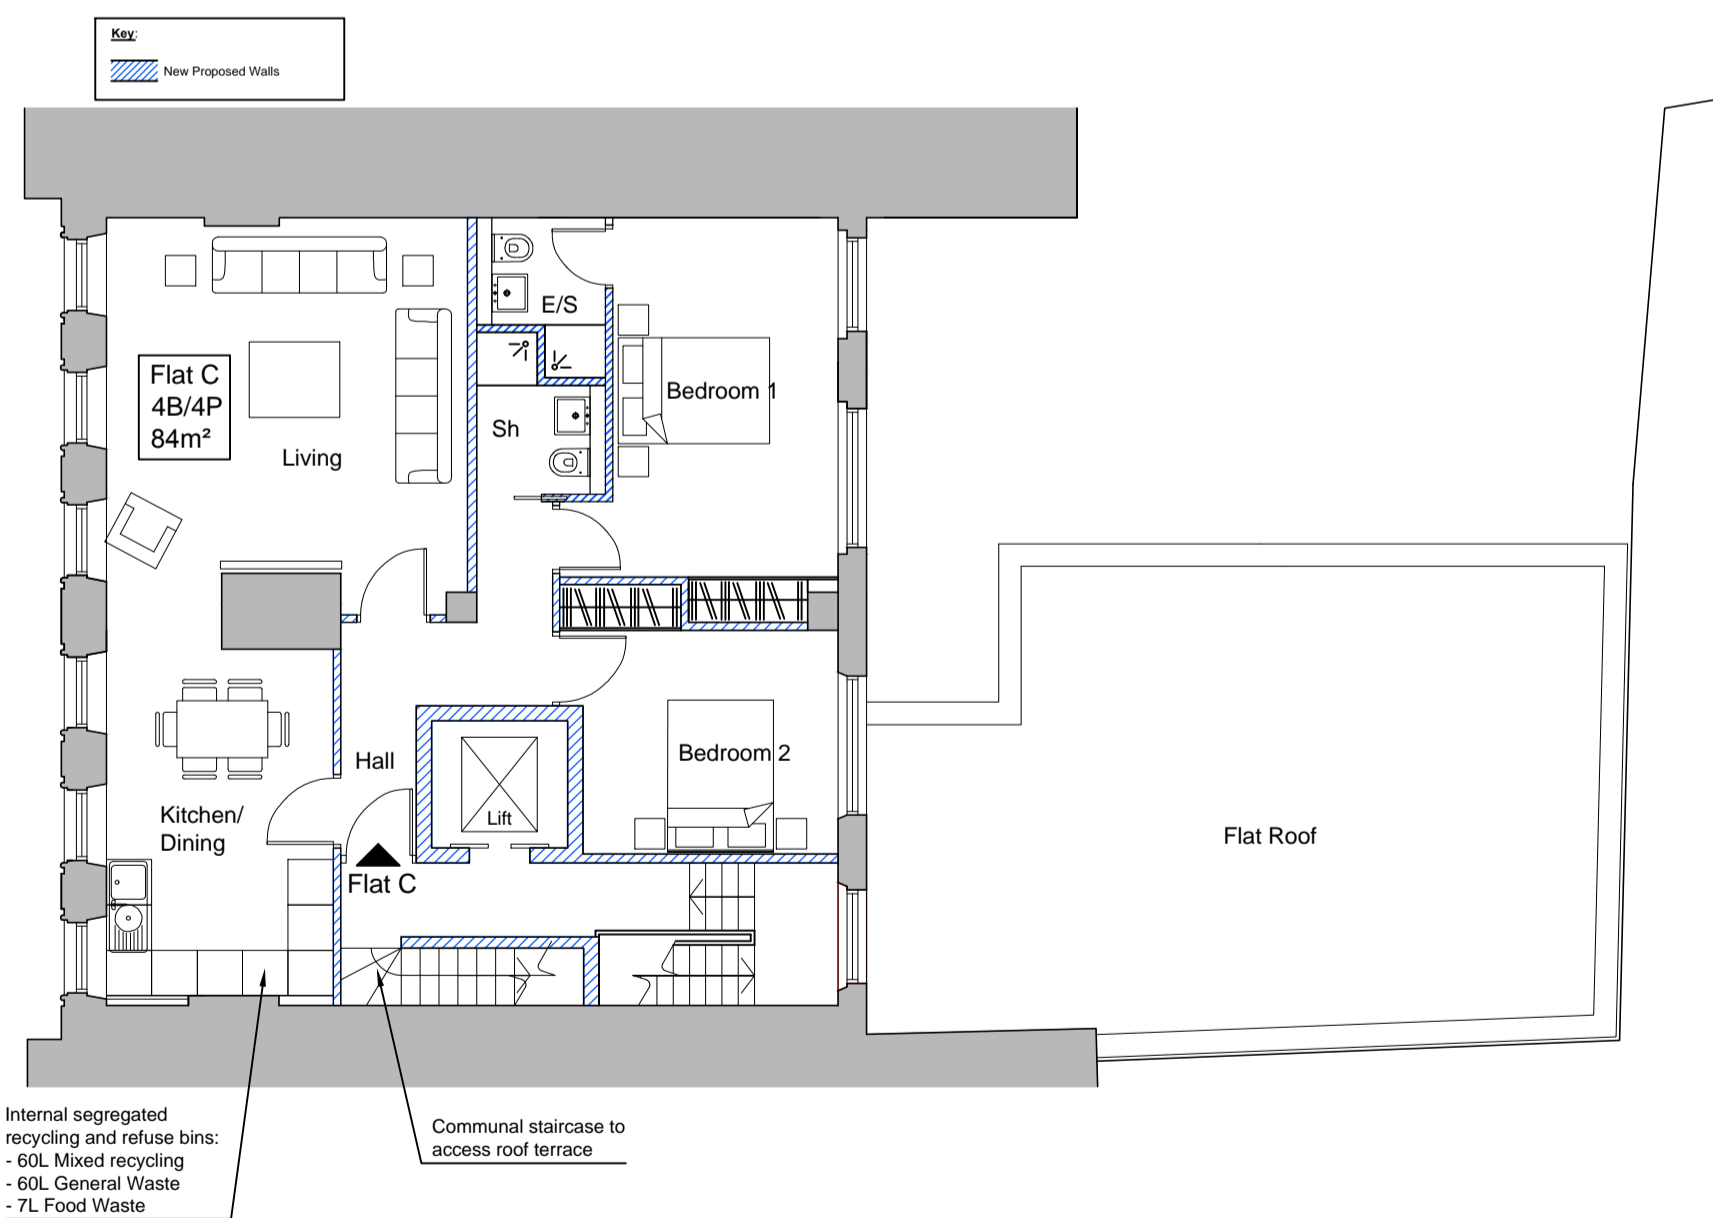 Key:
New Proposed Walls
E/S
Flat C
4B/4P
84m²
Bedroom 1
Sh
Living
Hall
Bedroom 2
Lift
Kitchen/
Dining
Flat Roof
Flat C
Internal segregated
recycling and refuse bins:
- 60L Mixed recycling
- 60L General Waste
- 7L Food Waste
Communal staircase to
access roof terrace